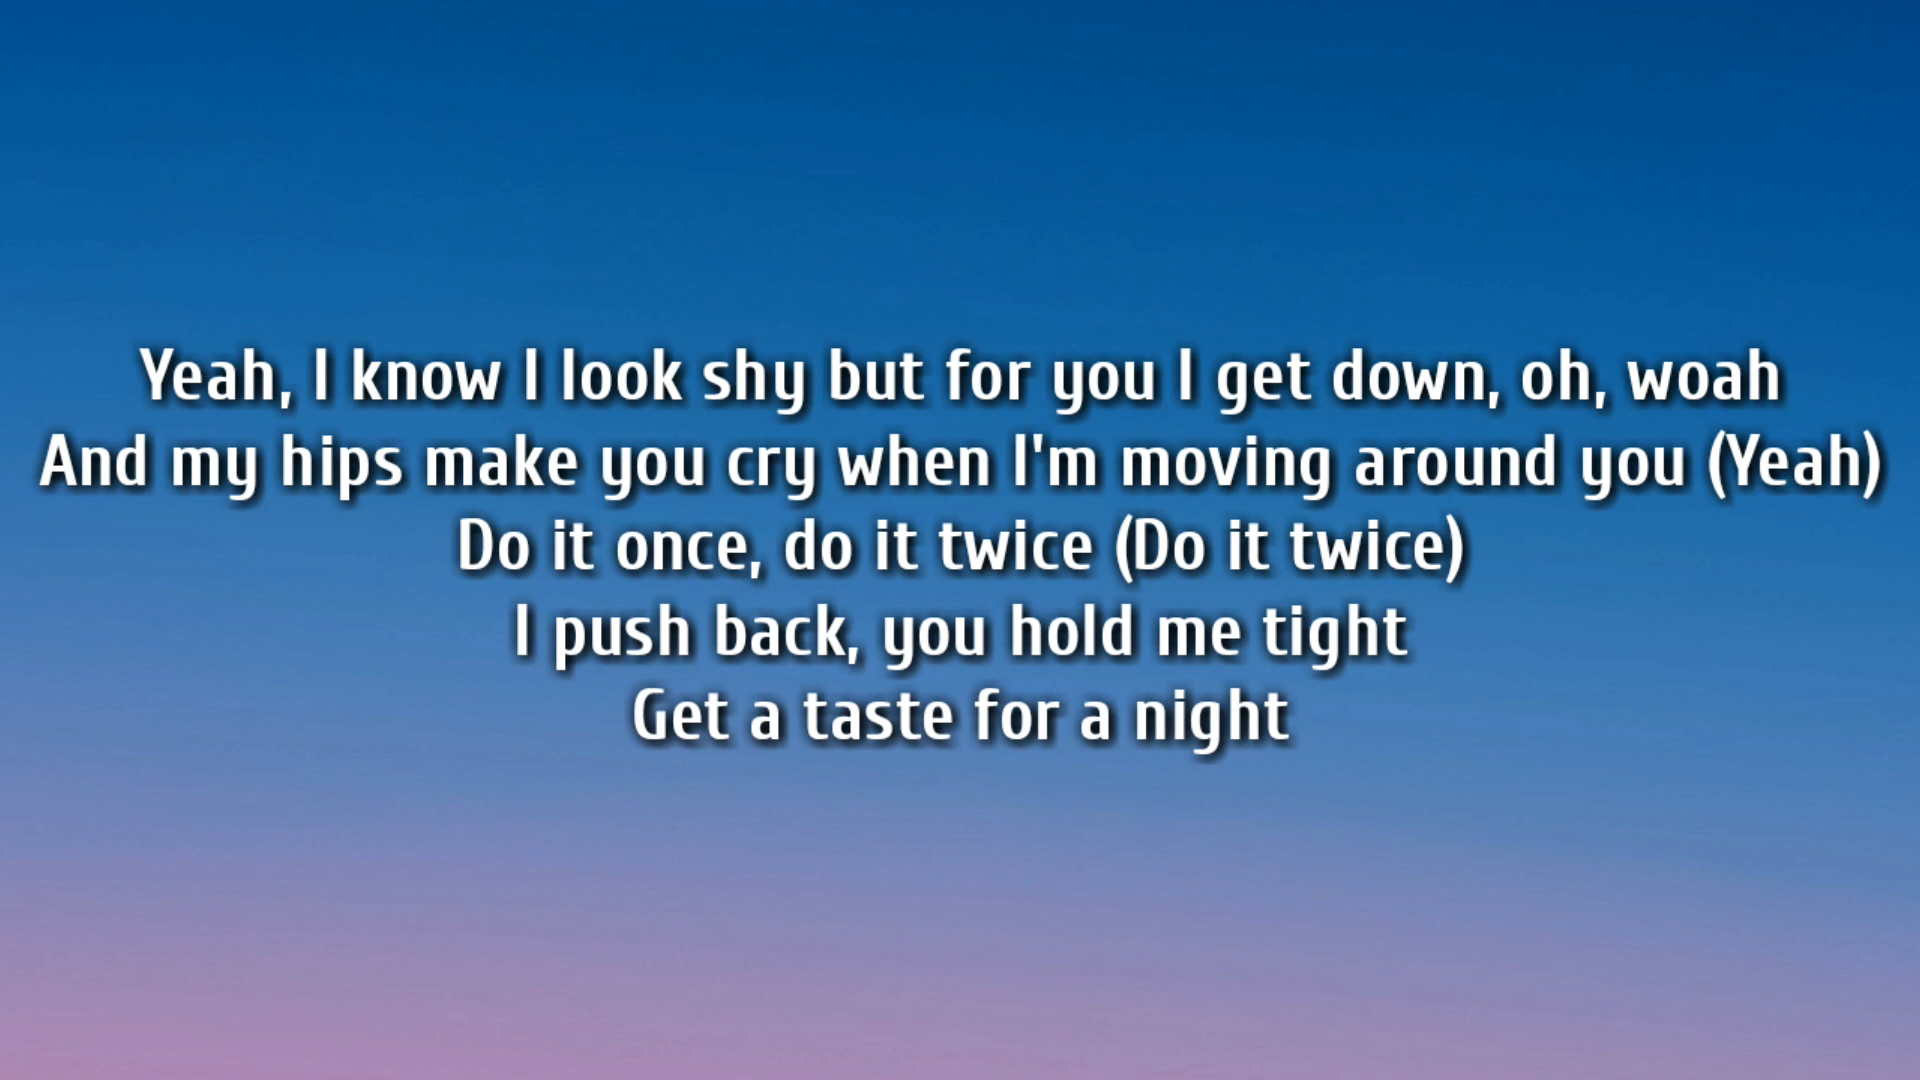 Yeah, I know I look shy but for you I get down, oh, woah
And my hips make you cry when I'm moving around you (Yeah)
Do it once, do it twice (Do it twice)
I push back, you hold me tight
Get a taste for a night